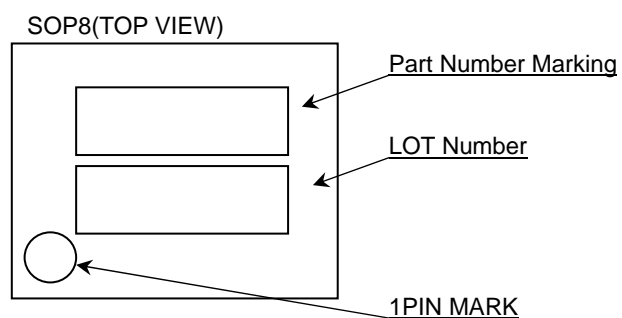 SOP8(TOP VIEW)
Part Number Marking
LOT Number
1PIN MARK